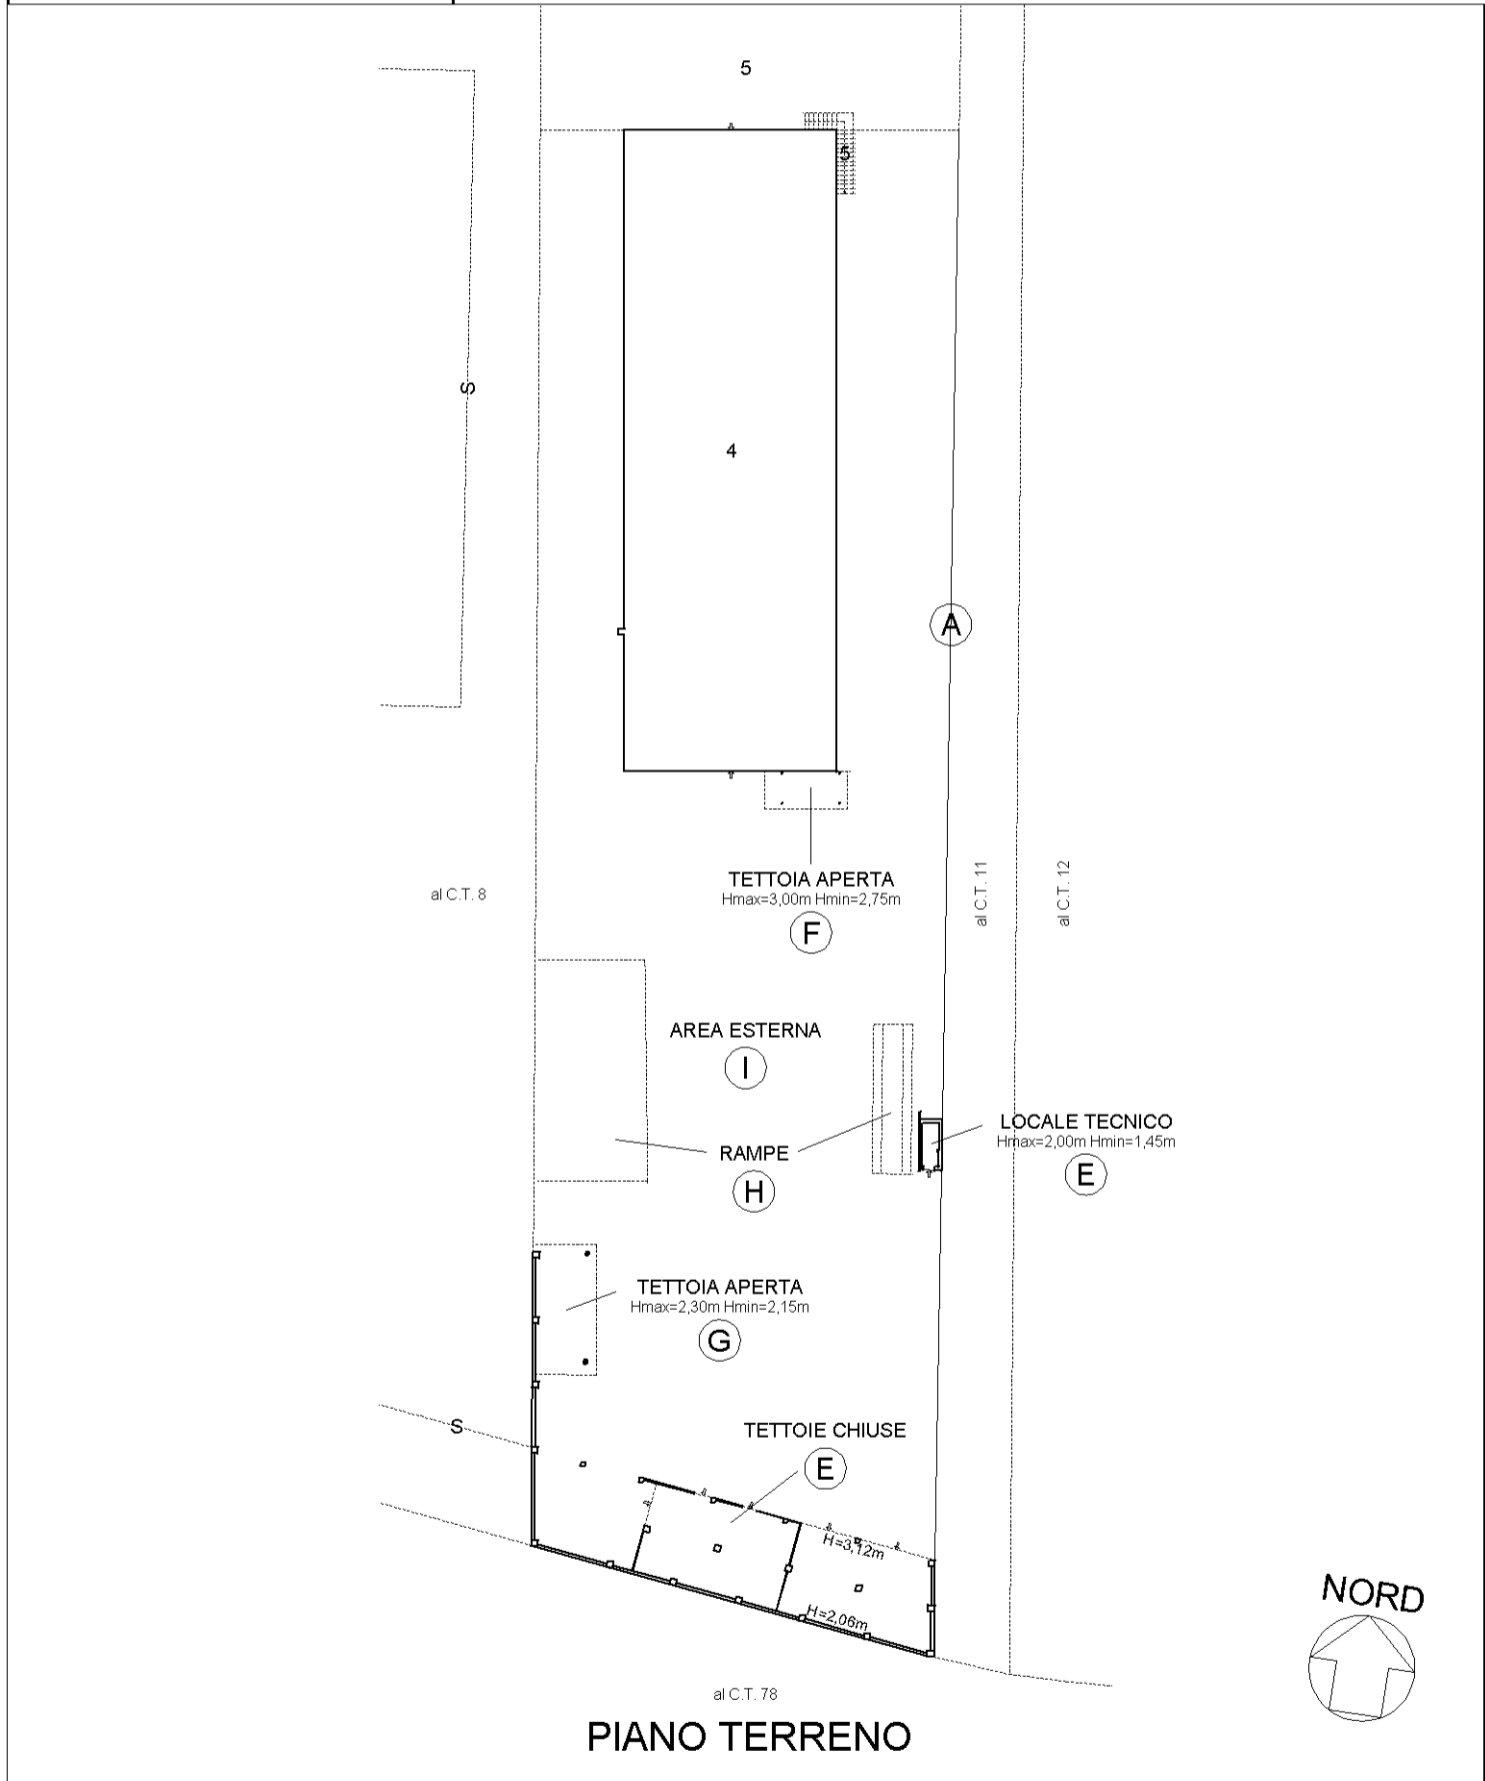 5
5
S
4
A
TETTOIA APERTA
Hmax=3,00m Hmin=2,75m
F
al C.T. 8
al C.T. 11
al C.T. 12
AREA ESTERNA
I
RAMPE
H
LOCALE TECNICO
Hmax=2,00m Hmin=1,45m
E
TETTOIA APERTA
Hmax=2,30m Hmin=2,15m
G
S
TETTOIE CHIUSE
E
H=3,12m
H=2,06m
NORD
al C.T. 78
PIANO TERRENO